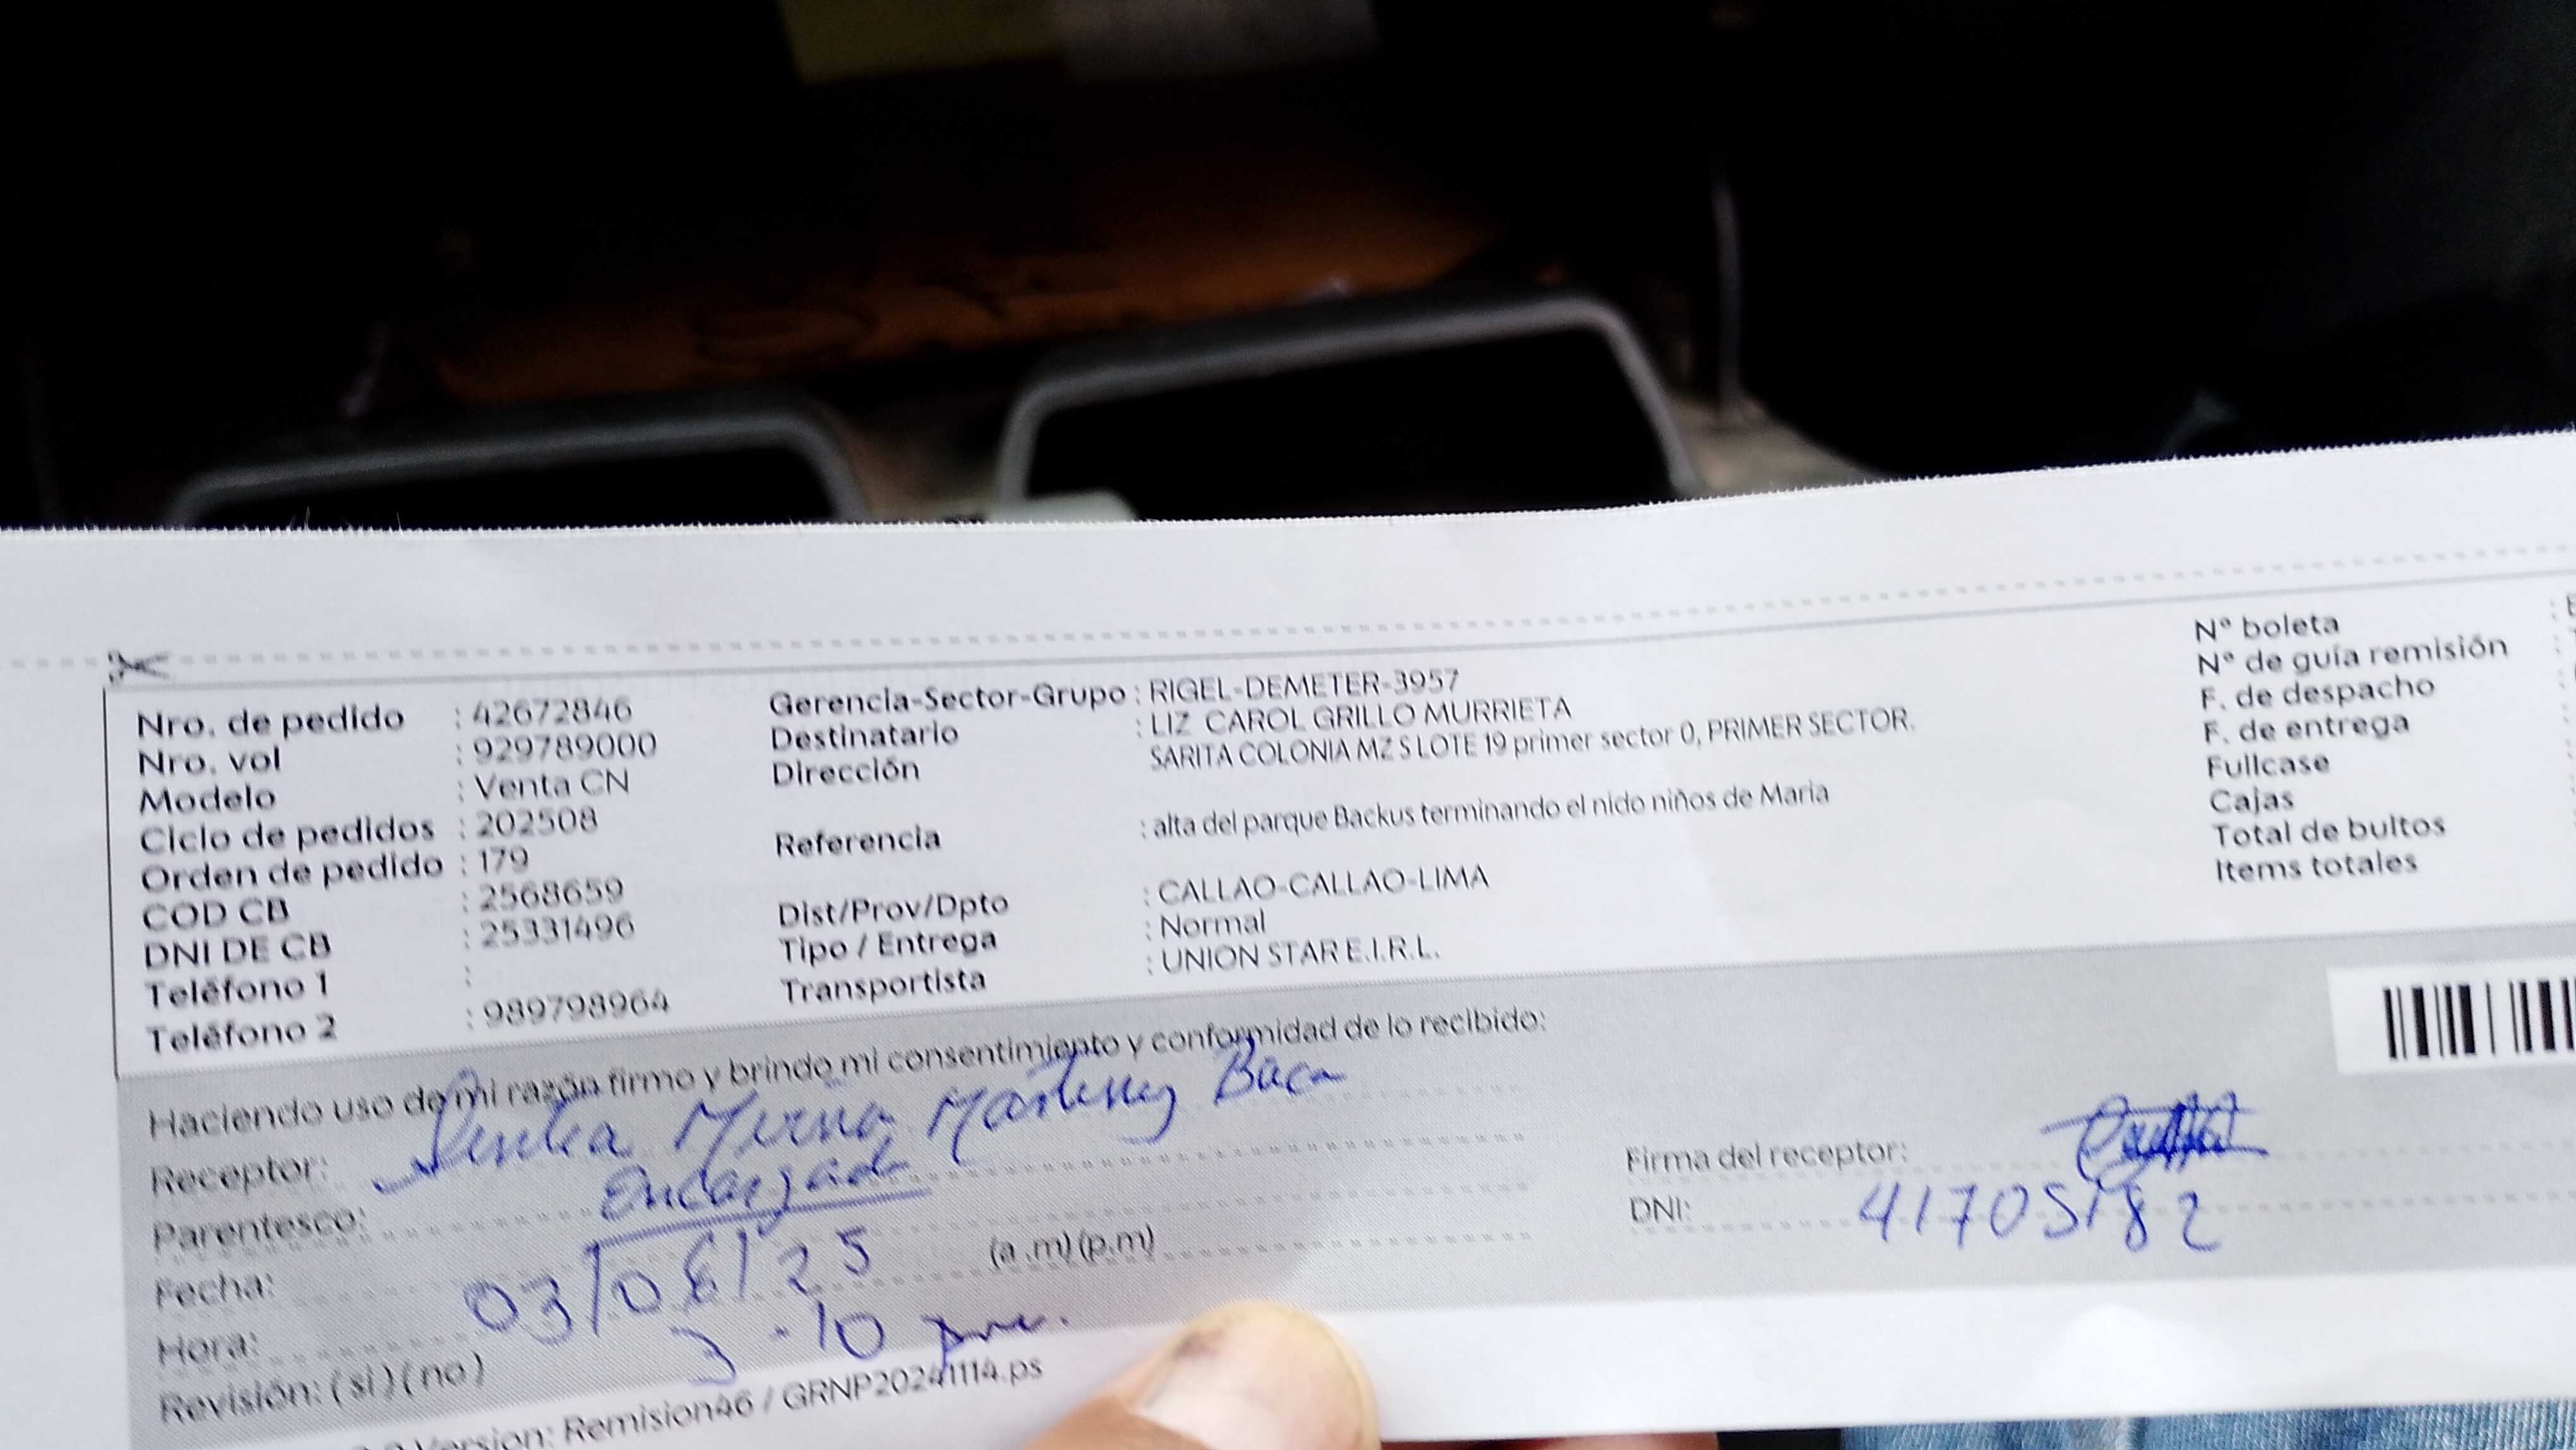 Nro. de pedido : 42672846
Nro. vol : 929789000
Modelo : Venta CN
Ciclo de pedidos : 202508
Orden de pedido : 179
COD CB : 2568659
DNI DE CB : 25331496
Teléfono 1 :
Teléfono 2 : 989798964
Gerencia-Sector-Grupo : RIGEL-DEMETER-3957
Destinatario : LIZ CAROL GRILLO MURRIETA
Dirección : SARITA COLONIA MZ S LOTE 19 primer sector 0, PRIMER SECTOR.
Referencia : alta del parque Backus terminando el nido niños de Maria
Dist/Prov/Dpto : CALLAO-CALLAO-LIMA
Tipo / Entrega : Normal
Transportista : UNION STAR E.I.R.L.
N° boleta :
N° de guía remisión :
F. de despacho :
F. de entrega :
Fullcase
Cajas
Total de bultos
Items totales
Haciendo uso de mi razón firmo y brindo mi consentimiento y conformidad de lo recibido:
Receptor: Mirna Martinez Baca
Parentesco: Encargada
Fecha: 03/06/25 (a .m) (p.m)
Hora: 3 - 10 pm.
Revisión: (si) (no)
Firma del receptor:
DNI: 41705182
Version: Remision46 / GRNP20241114.ps